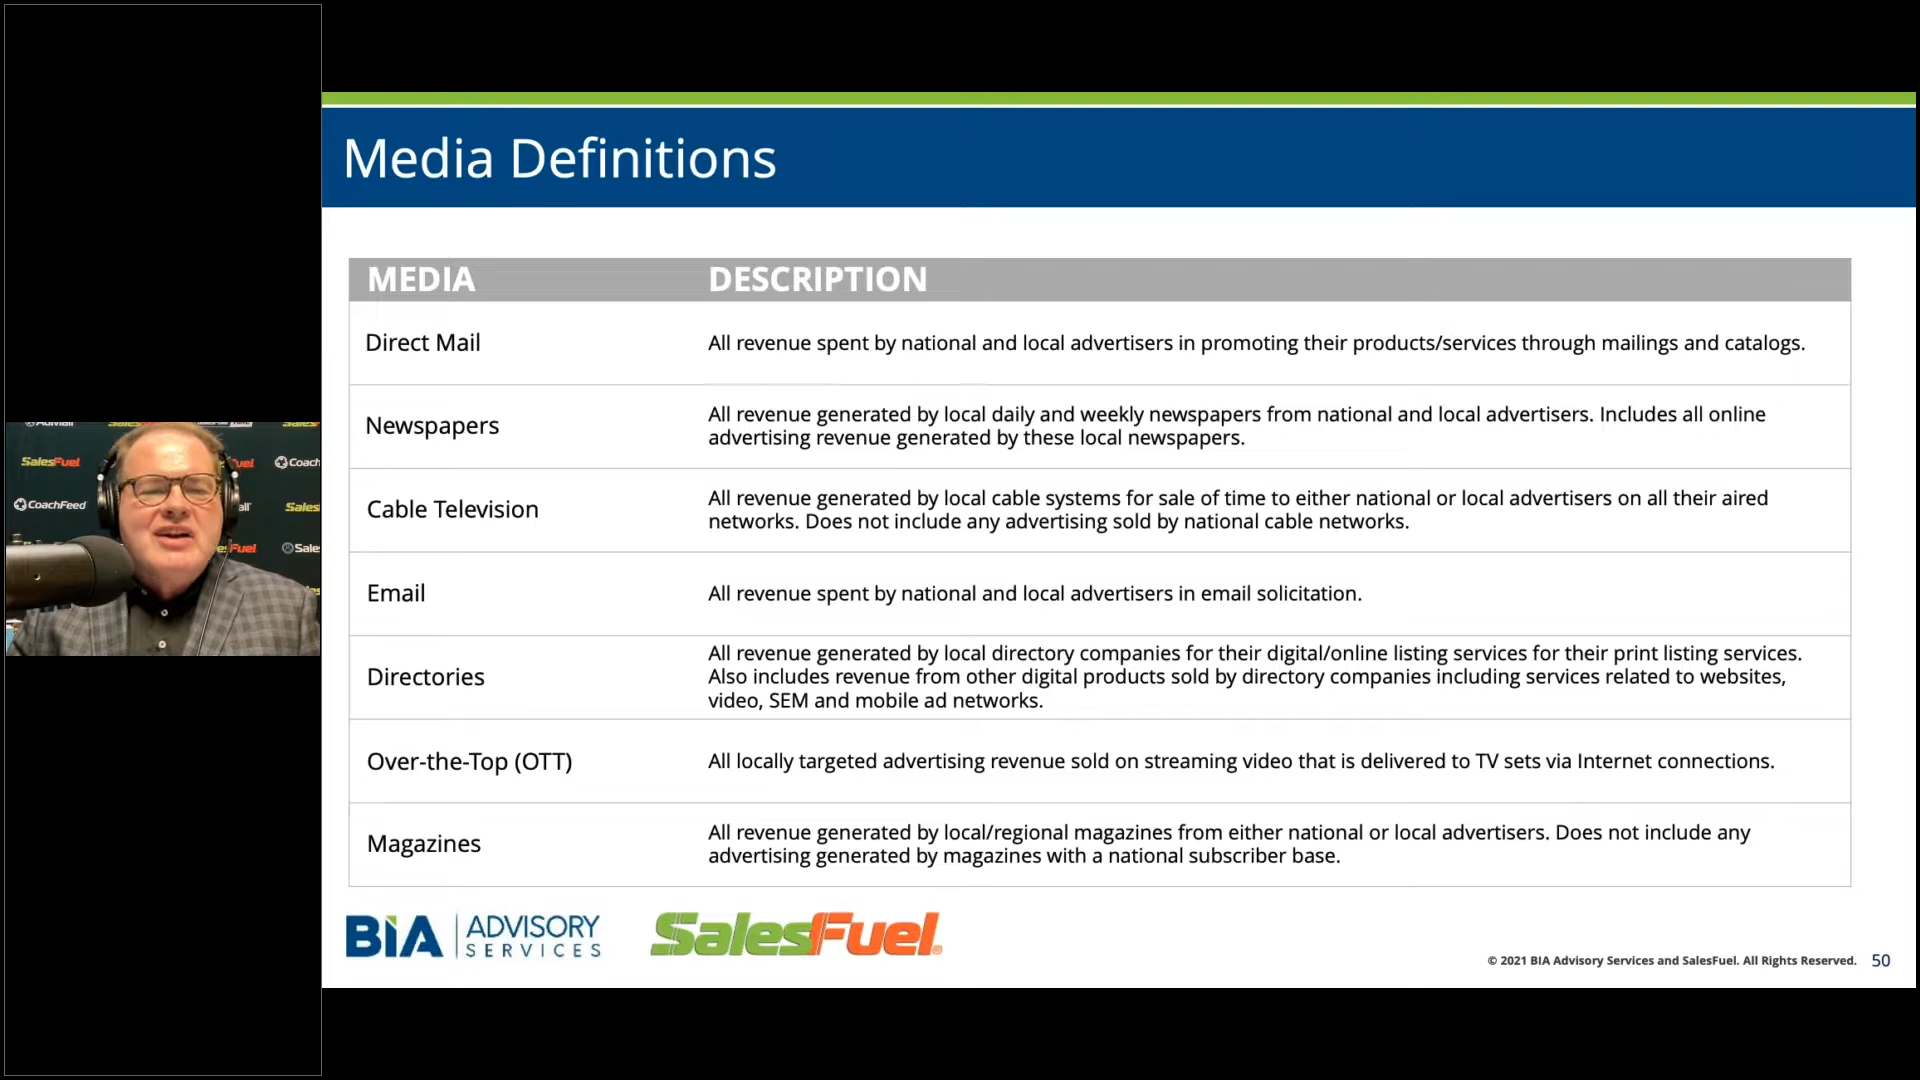 Media Definitions
MEDIA DESCRIPTION
Direct Mail All revenue spent by national and local advertisers in promoting their products/services through mailings and catalogs.
Newspapers All revenue generated by local daily and weekly newspapers from national and local advertisers. Includes all online
advertising revenue generated by these local newspapers.
Cable Television All revenue generated by local cable systems for sale of time to either national or local advertisers on all their aired
networks. Does not include any advertising sold by national cable networks.
Email All revenue spent by national and local advertisers in email solicitation.
Directories All revenue generated by local directory companies for their digital/online listing services for their print listing services.
Also includes revenue from other digital products sold by directory companies including services related to websites,
video, SEM and mobile ad networks.
Over-the-Top (OTT) All locally targeted advertising revenue sold on streaming video that is delivered to TV sets via Internet connections.
Magazines All revenue generated by local/regional magazines from either national or local advertisers. Does not include any
advertising generated by magazines with a national subscriber base.
BIA ADVISORY
SERVICES
SalesFuel®
© 2021 BIA Advisory Services and SalesFuel. All Rights Reserved. 50
SalesFuel
CoachFeed